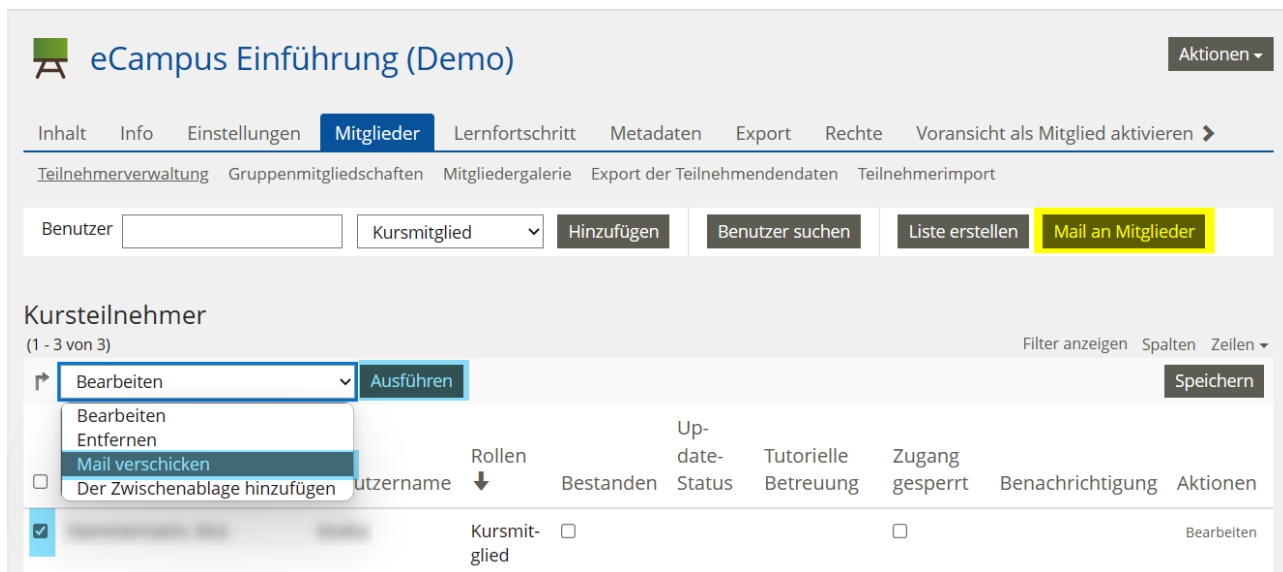 eCampus Einführung (Demo)
Aktionen
Inhalt Info Einstellungen Mitglieder Lernfortschritt Metadaten Export Rechte Voransicht als Mitglied aktivieren
Teilnehmerverwaltung Gruppenmitgliedschaften Mitgliedergalerie Export der Teilnehmendendaten Teilnehmerimport
Benutzer Kursmitglied Hinzufügen Benutzer suchen Liste erstellen Mail an Mitglieder
Kursteilnehmer
(1 - 3 von 3)
Filter anzeigen Spalten Zeilen
Bearbeiten Ausführen Speichern
Bearbeiten
Entfernen
Mail verschicken
Der Zwischenablage hinzufügen
utzername
Rollen
Bestanden
Up-
date-
Status
Tutorielle
Betreuung
Zugang
gesperrt
Benachrichtigung
Aktionen
Kursmit-
glied
Bearbeiten